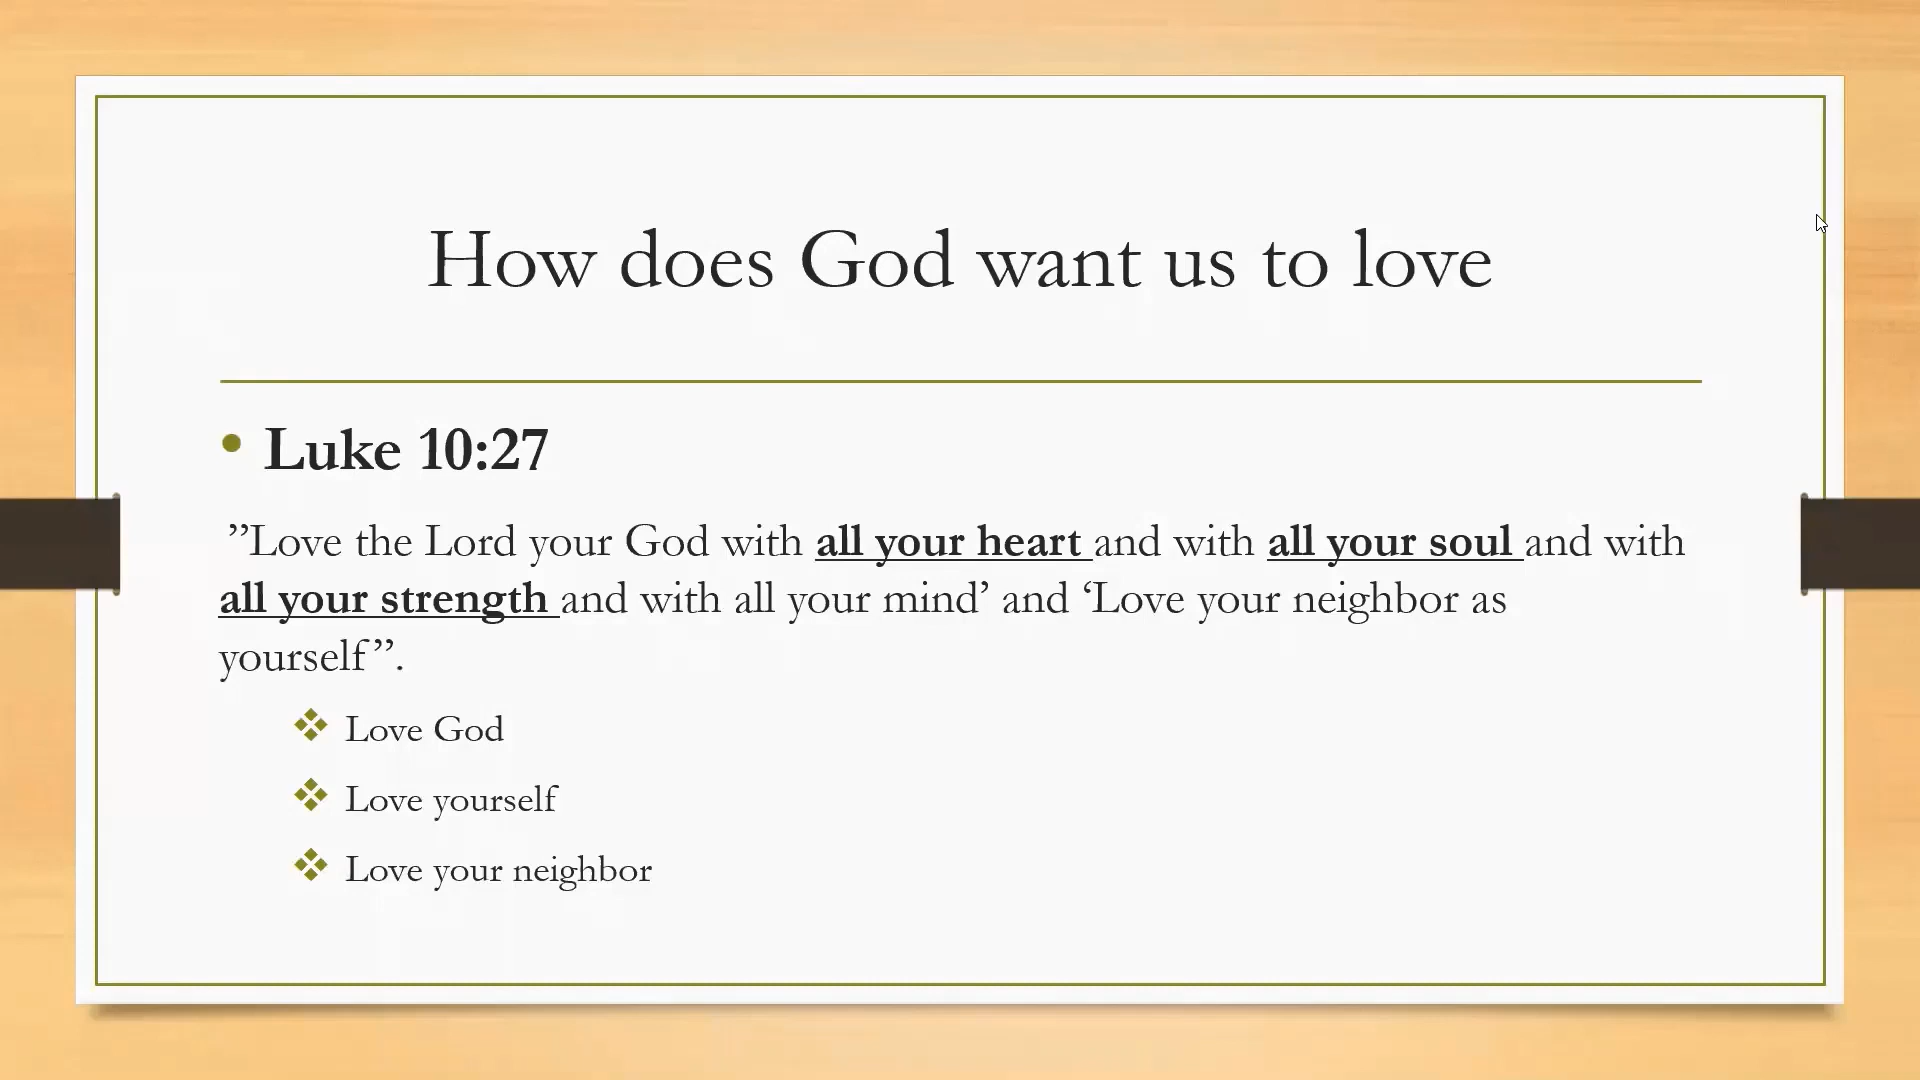 How does God want us to love
• Luke 10:27
”Love the Lord your God with all your heart and with all your soul and with
all your strength and with all your mind’ and ‘Love your neighbor as
yourself”.
❖ Love God
❖ Love yourself
❖ Love your neighbor